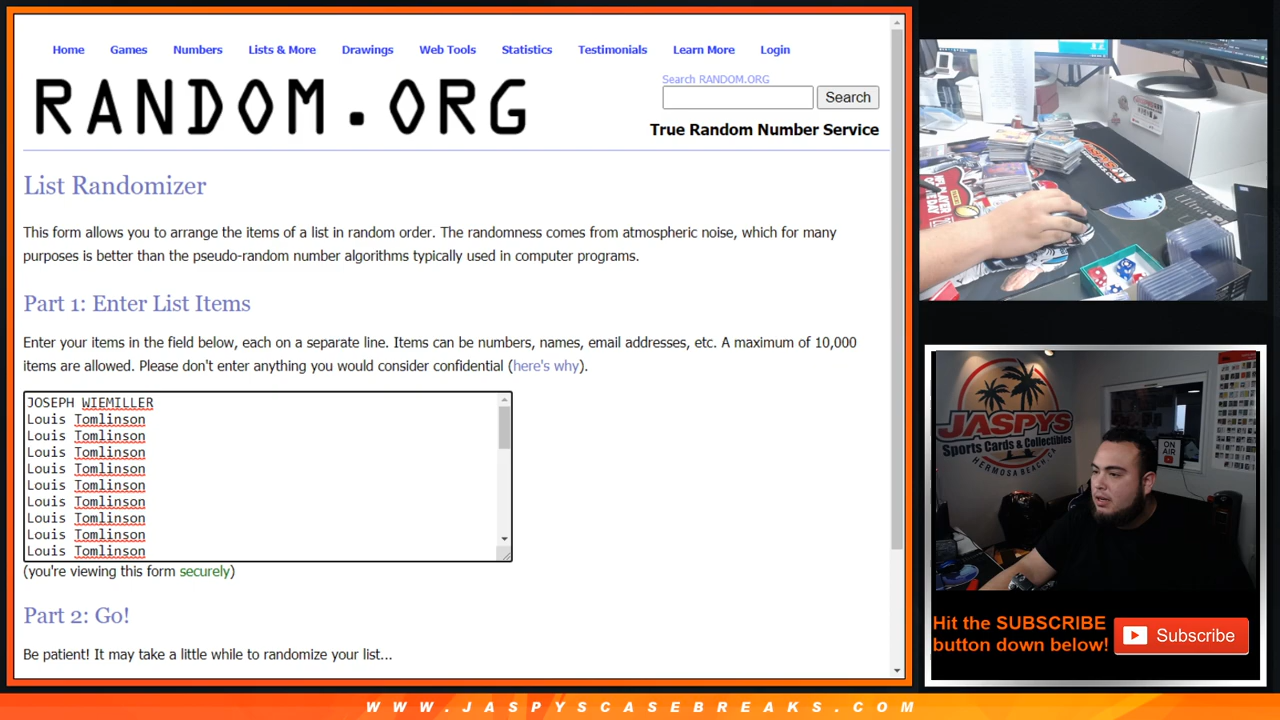 Home Games Numbers Lists & More Drawings Web Tools Statistics Testimonials Learn More Login
RANDOM.ORG
Search RANDOM.ORG
Search
True Random Number Service
List Randomizer
This form allows you to arrange the items of a list in random order. The randomness comes from atmospheric noise, which for many
purposes is better than the pseudo-random number algorithms typically used in computer programs.
Part 1: Enter List Items
Enter your items in the field below, each on a separate line. Items can be numbers, names, email addresses, etc. A maximum of 10,000
items are allowed. Please don't enter anything you would consider confidential (here's why).
JOSEPH WIEMILLER
Louis Tomlinson
Louis Tomlinson
Louis Tomlinson
Louis Tomlinson
Louis Tomlinson
Louis Tomlinson
Louis Tomlinson
Louis Tomlinson
Louis Tomlinson
(you're viewing this form securely)
Part 2: Go!
Be patient! It may take a little while to randomize your list...
JASPYS
Sports Cards & Collectibles
HERMOSA BEACH, CA
ON
AIR
Hit the SUBSCRIBE
button down below!
Subscribe
WWW.JASPYSCASEBREAKS.COM